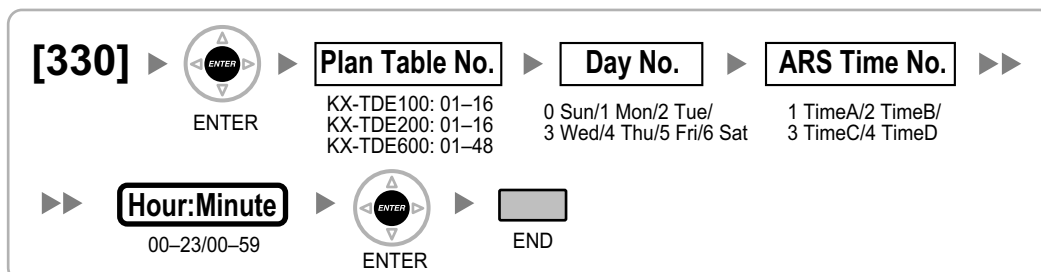 [330] ENTER Plan Table No. Day No. ARS Time No.
ENTER
KX-TDE100: 01–16
KX-TDE200: 01–16
KX-TDE600: 01–48
0 Sun/1 Mon/2 Tue/
3 Wed/4 Thu/5 Fri/6 Sat
1 TimeA/2 TimeB/
3 TimeC/4 TimeD
Hour:Minute ENTER
00–23/00–59
ENTER
END